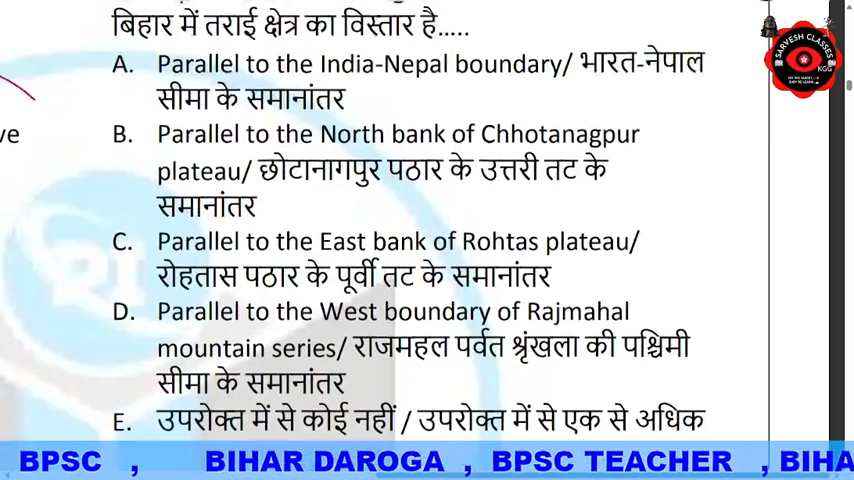 बिहार में तराई क्षेत्र का विस्तार है.....
A. Parallel to the India-Nepal boundary/ भारत-नेपाल
सीमा के समानांतर
ve
B. Parallel to the North bank of Chhotanagpur
plateau/ छोटानागपुर पठार के उत्तरी तट के
समानांतर
C. Parallel to the East bank of Rohtas plateau/
रोहतास पठार के पूर्वी तट के समानांतर
D. Parallel to the West boundary of Rajmahal
mountain series/ राजमहल पर्वत श्रृंखला की पश्चिमी
सीमा के समानांतर
E. उपरोक्त में से कोई नहीं / उपरोक्त में से एक से अधिक
SARVESH CLASSES
KGG
BPSC , BIHAR DAROGA , BPSC TEACHER , BIHA